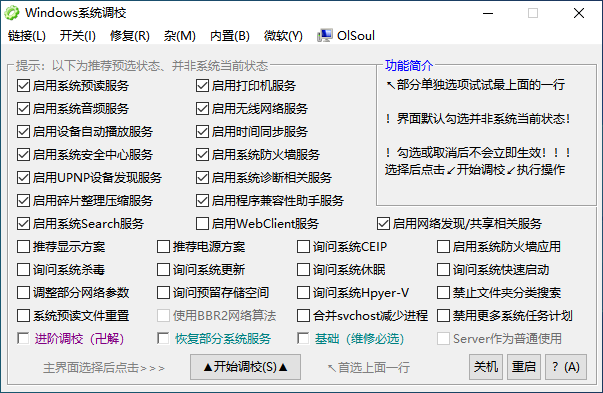 Windows系统调校
链接(L) 开关(I) 修复(R) 杂(M) 内置(B) 微软(Y) OlSoul
提示：以下为推荐预选状态、并非系统当前状态 功能简介
启用系统预读服务 启用打印机服务 ↖部分单独选项试试最上面的一行
启用系统音频服务 启用无线网络服务
启用设备自动播放服务 启用时间同步服务 ！界面默认勾选并非系统当前状态！
启用系统安全中心服务 启用系统防火墙服务 ！勾选或取消后不会立即生效！！！
启用UPNP设备发现服务 启用系统诊断相关服务 选择后点击↙开始调校↙执行操作
启用碎片整理压缩服务 启用程序兼容性助手服务
启用系统Search服务 启用WebClient服务 启用网络发现/共享相关服务
推荐显示方案 推荐电源方案 询问系统CEIP 启用系统防火墙应用
询问系统杀毒 询问系统更新 询问系统休眠 询问系统快速启动
调整部分网络参数 询问预留存储空间 询问系统Hpyer-V 禁止文件夹分类搜索
系统预读文件重置 使用BBR2网络算法 合并svchost减少进程 禁用更多系统任务计划
进阶调校（卍解） 恢复部分系统服务 基础（维修必选） Server作为普通使用
主界面选择后点击>>> ▲开始调校(S)▲ ↖首选上面一行 关机 重启 ？(A)